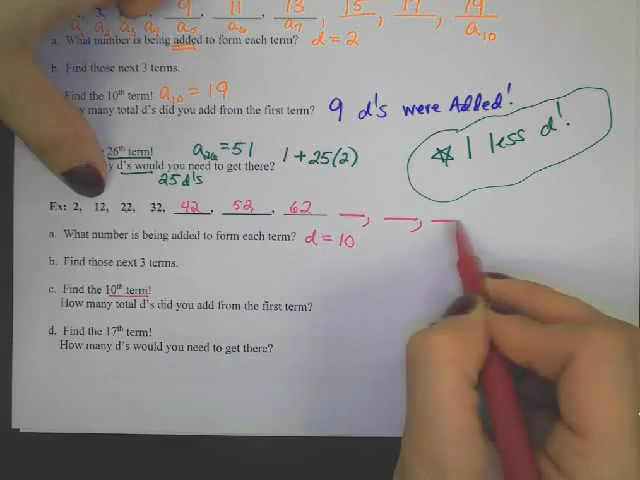 3, 9 11 13 15, 17, 19
a a₂ a₃ a₄ a₅ a₆ a₇ a₁₀
a. What number is being added to form each term? d = 2
b. Find those next 3 terms.
Find the 10th term! a₁₀ = 19
many total d's did you add from the first term? 9 d's were Added!
26th term! a₂₆ = 51 1 + 25(2)
d's would you need to get there?
25 d's
☆ 1 less d!
Ex: 2, 12, 22, 32, 42, 52, 62
a. What number is being added to form each term? d = 10
b. Find those next 3 terms.
c. Find the 10th term!
How many total d's did you add from the first term?
d. Find the 17th term!
How many d's would you need to get there?